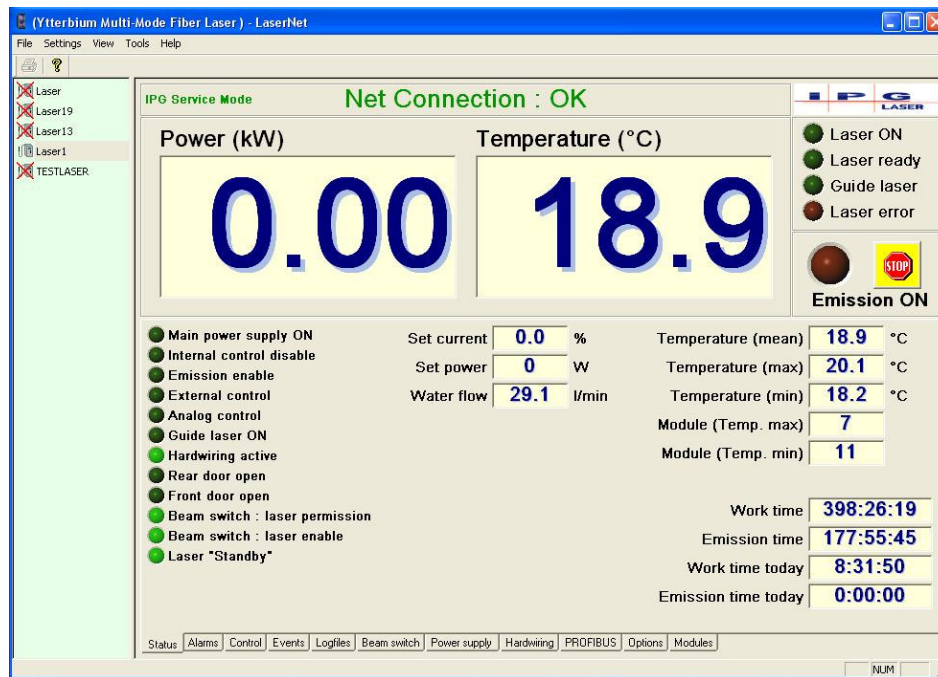 (Ytterbium Multi-Mode Fiber Laser ) - LaserNet
File Settings View Tools Help
Laser
Laser19
Laser13
Laser1
TESTLASER
IPG Service Mode
Net Connection : OK
IPG
LASER
Power (kW)
0.00
Temperature (°C)
18.9
Laser ON
Laser ready
Guide laser
Laser error
STOP
Emission ON
Main power supply ON
Internal control disable
Emission enable
External control
Analog control
Guide laser ON
Hardwiring active
Rear door open
Front door open
Beam switch : laser permission
Beam switch : laser enable
Laser "Standby"
Set current 0.0 %
Set power 0 W
Water flow 29.1 l/min
Temperature (mean) 18.9 °C
Temperature (max) 20.1 °C
Temperature (min) 18.2 °C
Module (Temp. max) 7
Module (Temp. min) 11
Work time 398:26:19
Emission time 177:55:45
Work time today 8:31:50
Emission time today 0:00:00
Status Alarms Control Events Logfiles Beam switch Power supply Hardwiring PROFIBUS Options Modules
NUM